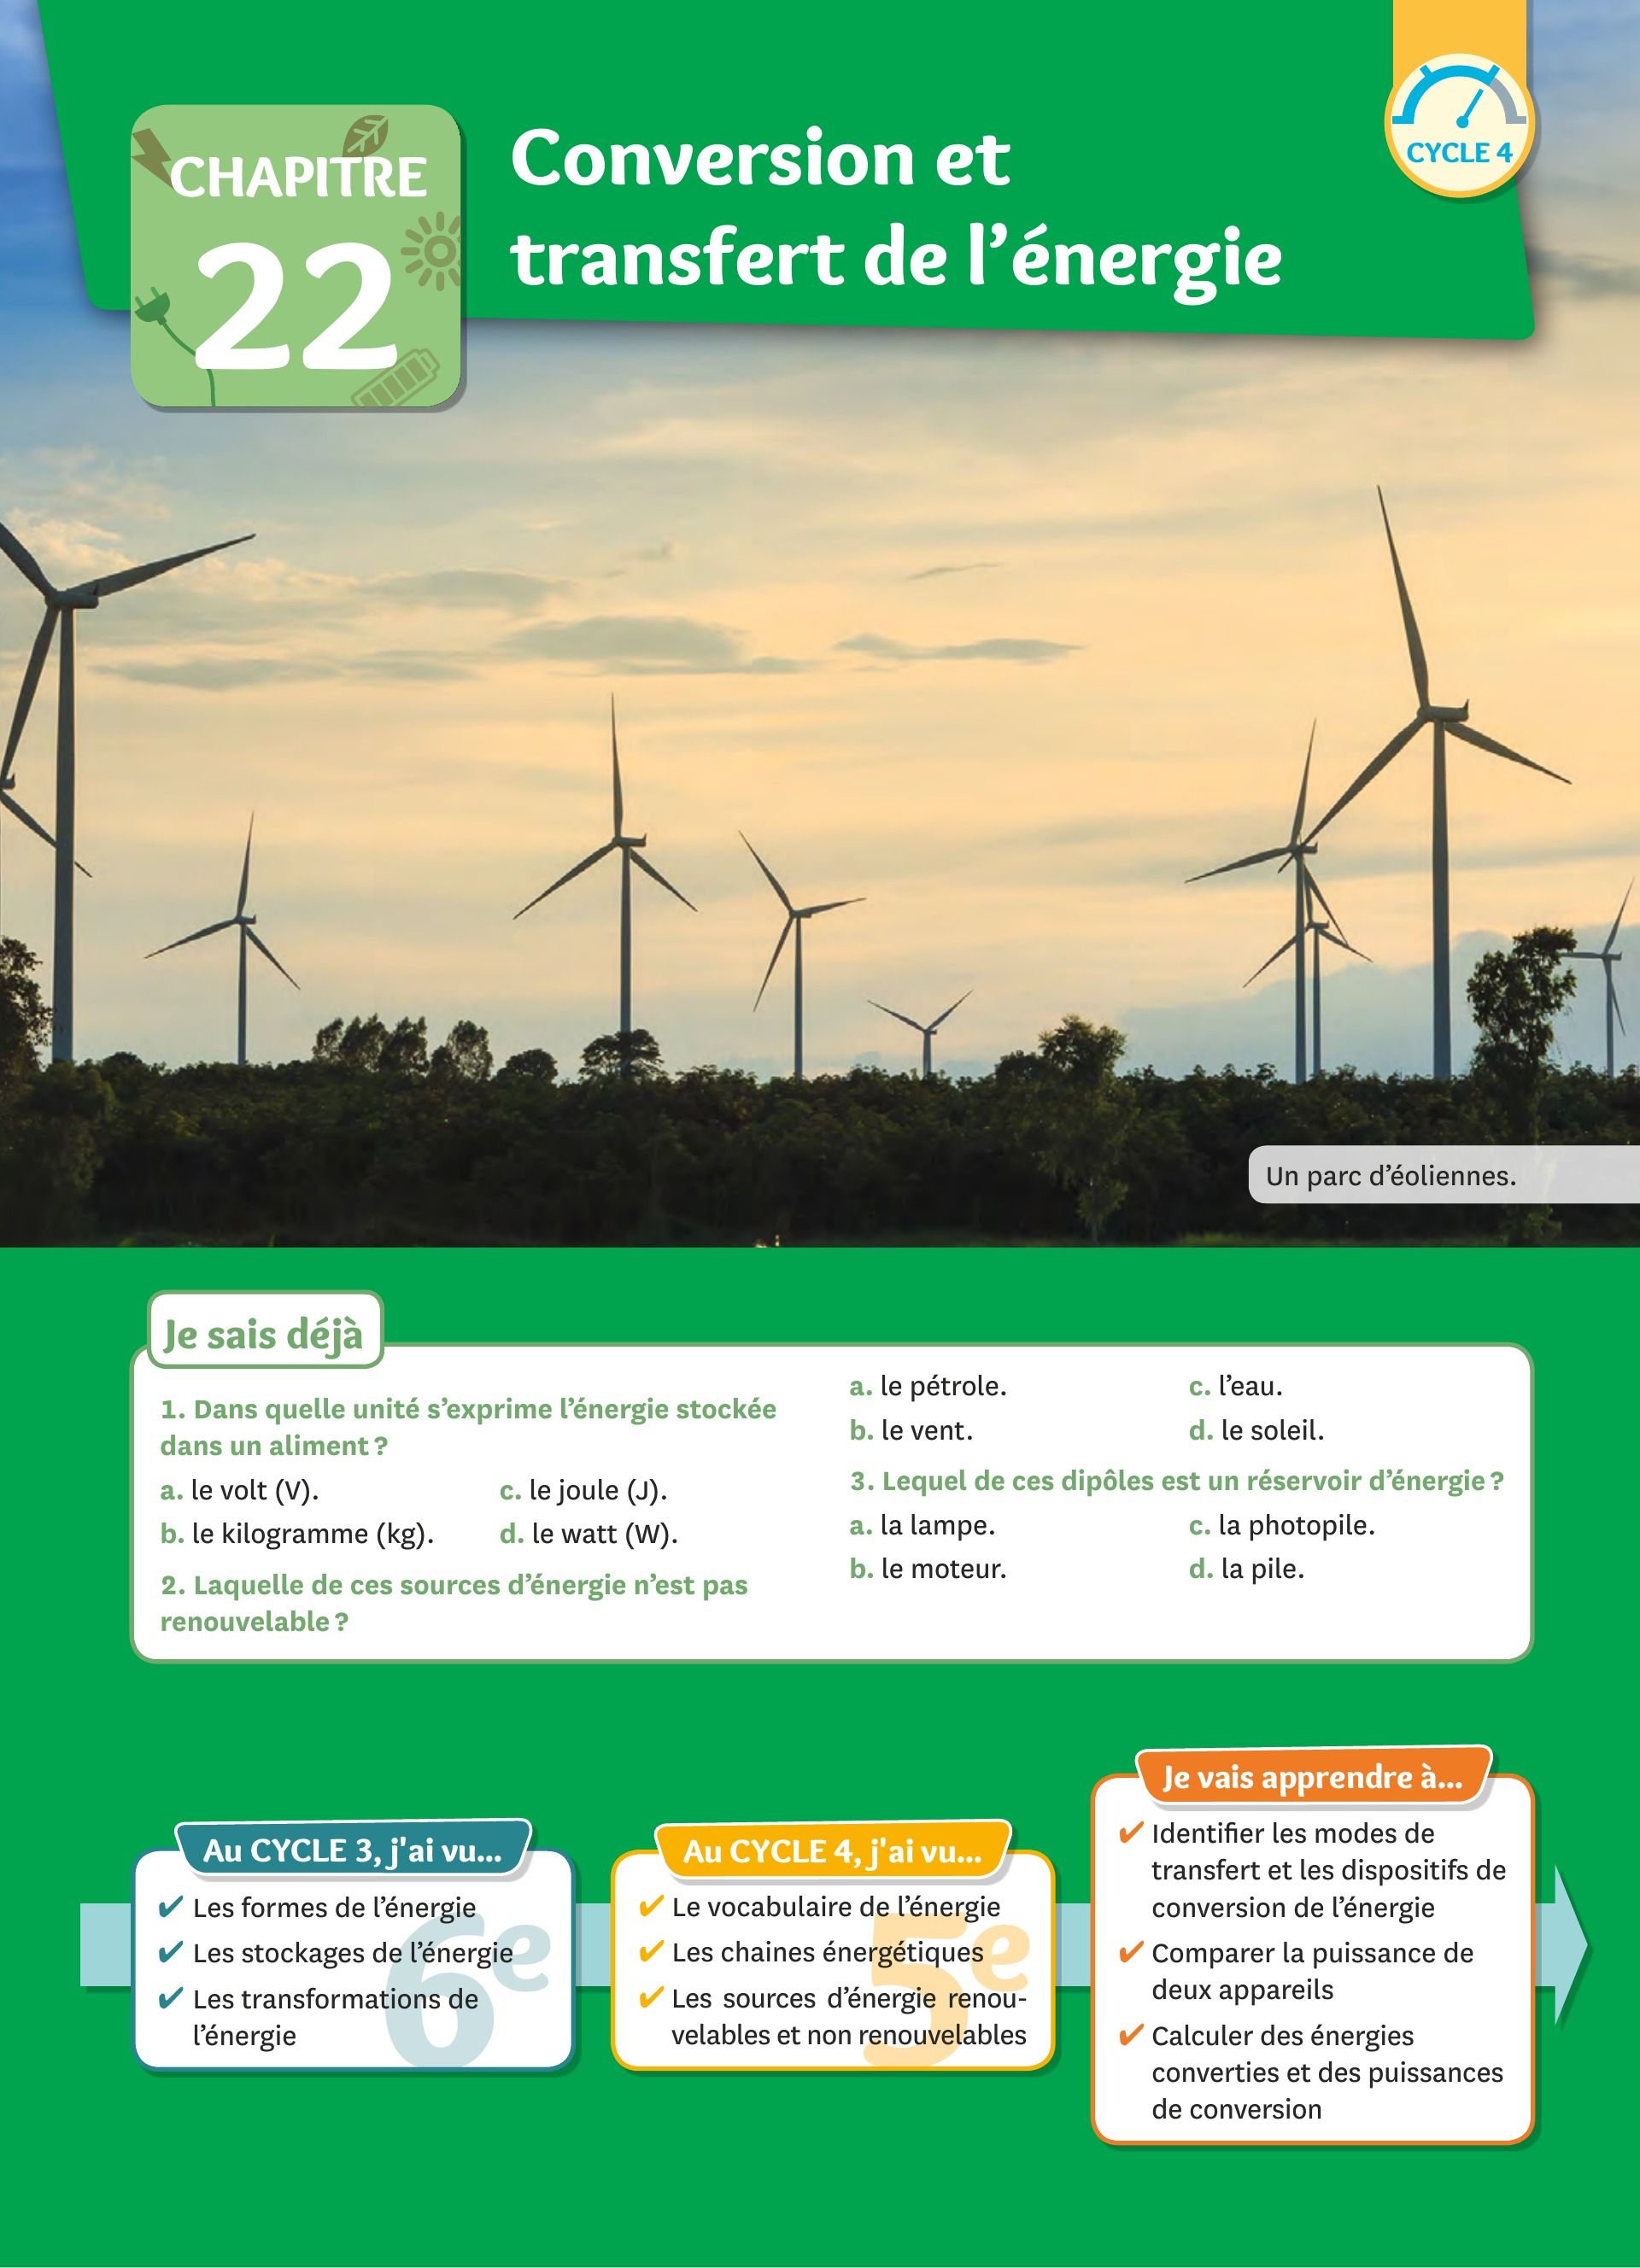 CHAPITRE
22
Conversion et
transfert de l’énergie
CYCLE 4
Un parc d’éoliennes.
Je sais déjà
1. Dans quelle unité s’exprime l’énergie stockée
dans un aliment ?
a. le volt (V).
c. le joule (J).
b. le kilogramme (kg).
d. le watt (W).
2. Laquelle de ces sources d’énergie n’est pas
renouvelable ?
a. le pétrole.
c. l’eau.
b. le vent.
d. le soleil.
3. Lequel de ces dipôles est un réservoir d’énergie ?
a. la lampe.
c. la photopile.
b. le moteur.
d. la pile.
Au CYCLE 3, j'ai vu...
✔ Les formes de l’énergie
✔ Les stockages de l’énergie
✔ Les transformations de
l’énergie
6e
Au CYCLE 4, j'ai vu...
✔ Le vocabulaire de l’énergie
✔ Les chaines énergétiques
✔ Les sources d’énergie renou-
velables et non renouvelables
5e
Je vais apprendre à...
✔ Identifier les modes de
transfert et les dispositifs de
conversion de l’énergie
✔ Comparer la puissance de
deux appareils
✔ Calculer des énergies
converties et des puissances
de conversion